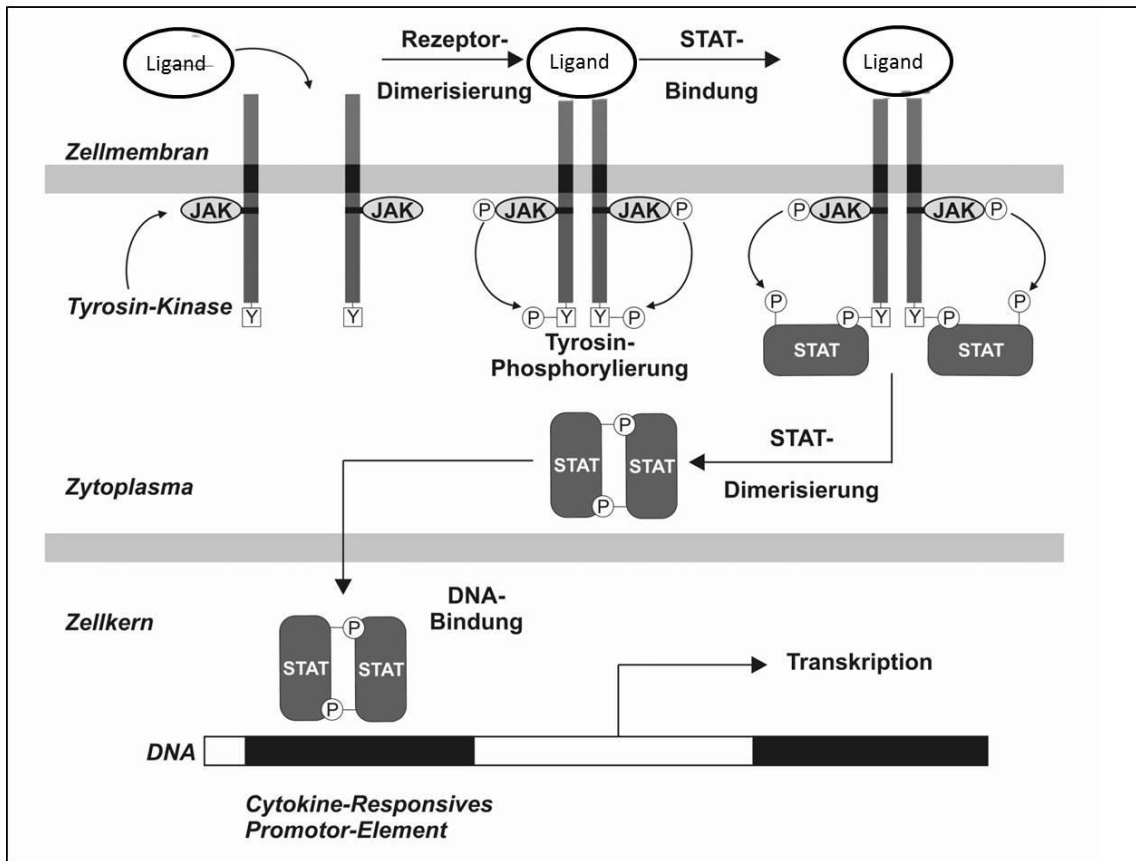 Ligand
Rezeptor-
Dimerisierung
Ligand
STAT-
Bindung
Ligand
Zellmembran
JAK
JAK
P
JAK
JAK
P
P
JAK
JAK
P
Tyrosin-Kinase
Y
Y
P
Y
Y
P
Tyrosin-
Phosphorylierung
P
P
P
Y
Y
P
STAT
STAT
STAT
P
STAT
P
STAT-
Dimerisierung
Zytoplasma
Zellkern
DNA-
Bindung
STAT
P
STAT
P
Transkription
DNA
Cytokine-Responsives
Promotor-Element